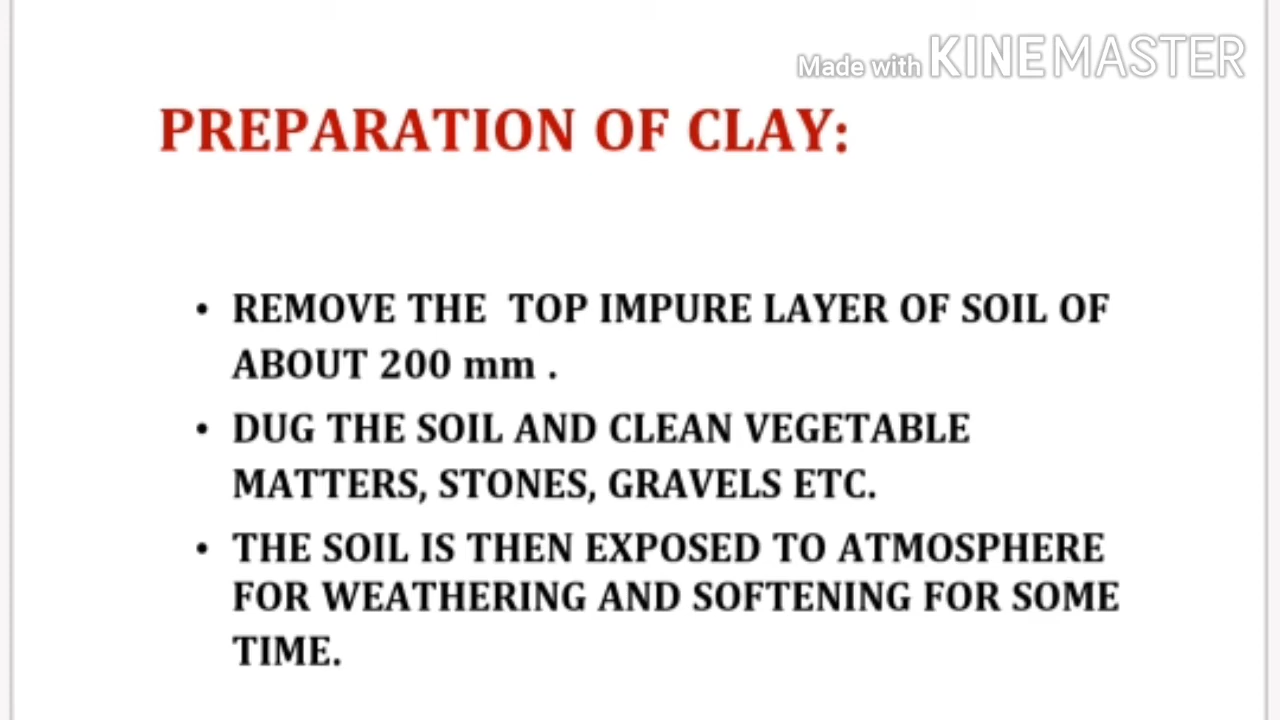 Made with KINEMASTER
PREPARATION OF CLAY:
• REMOVE THE TOP IMPURE LAYER OF SOIL OF
ABOUT 200 mm .
• DUG THE SOIL AND CLEAN VEGETABLE
MATTERS, STONES, GRAVELS ETC.
• THE SOIL IS THEN EXPOSED TO ATMOSPHERE
FOR WEATHERING AND SOFTENING FOR SOME
TIME.